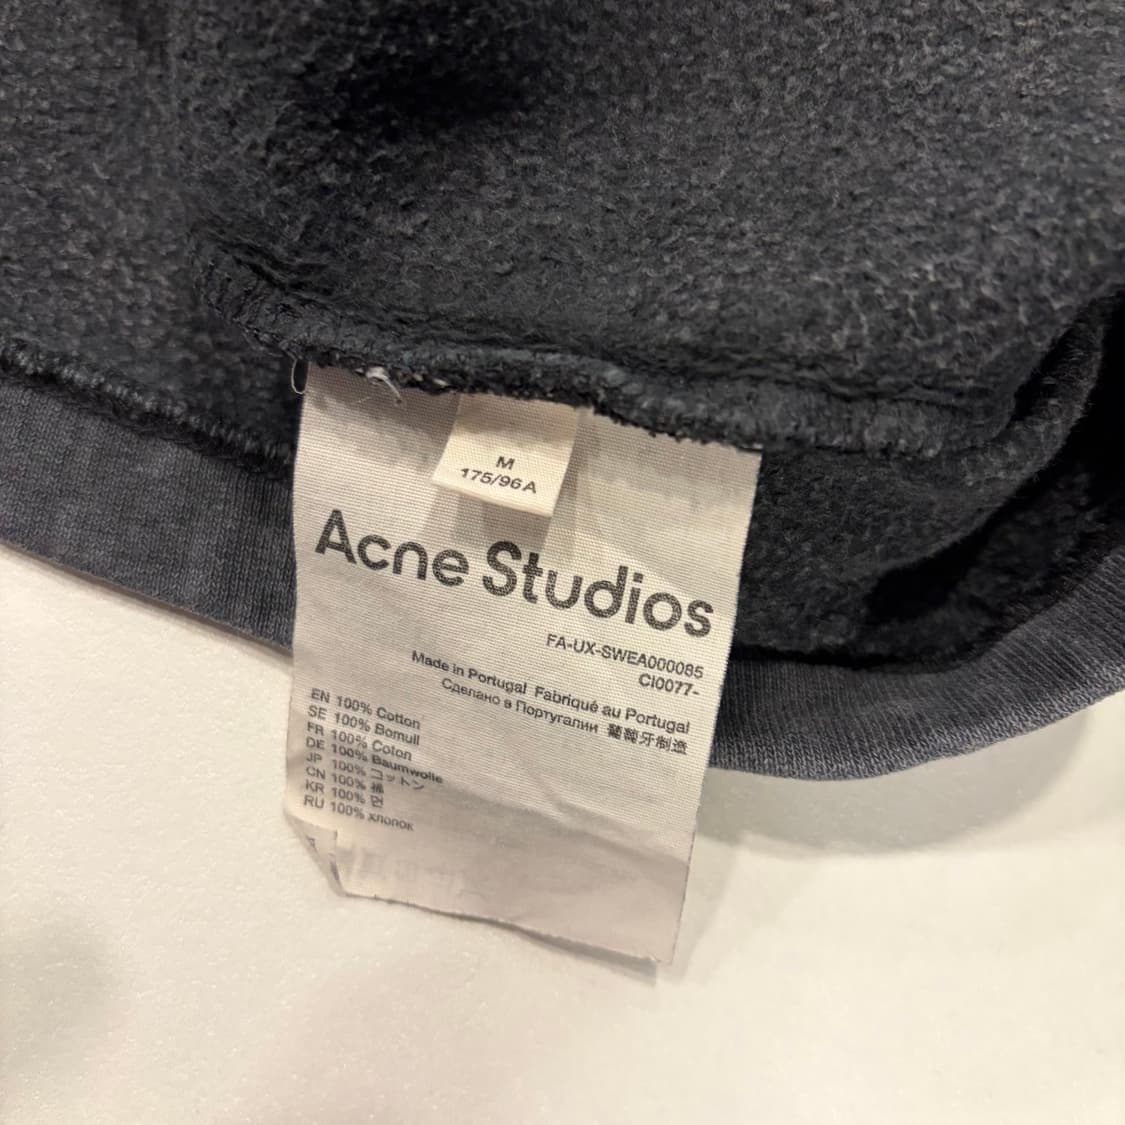 M
175/96A
Acne Studios
FA-UX-SWEA000085
CI0077-
Made in Portugal Fabriqué au Portugal
Сделано в Португалии 葡萄牙制造
EN 100% Cotton
SE 100% Bomull
FR 100% Coton
DE 100% Baumwolle
JP 100% コットン
CN 100% 棉
KR 100% 면
RU 100% хлопок